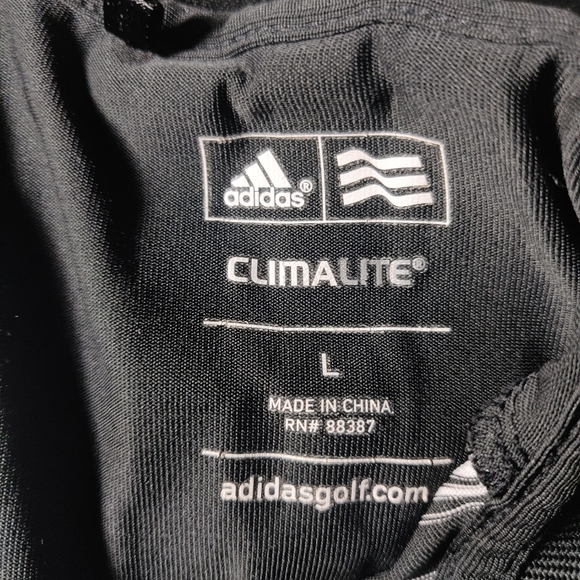 adidas®
CLIMALITE®
L
MADE IN CHINA
RN# 88387
adidasgolf.com